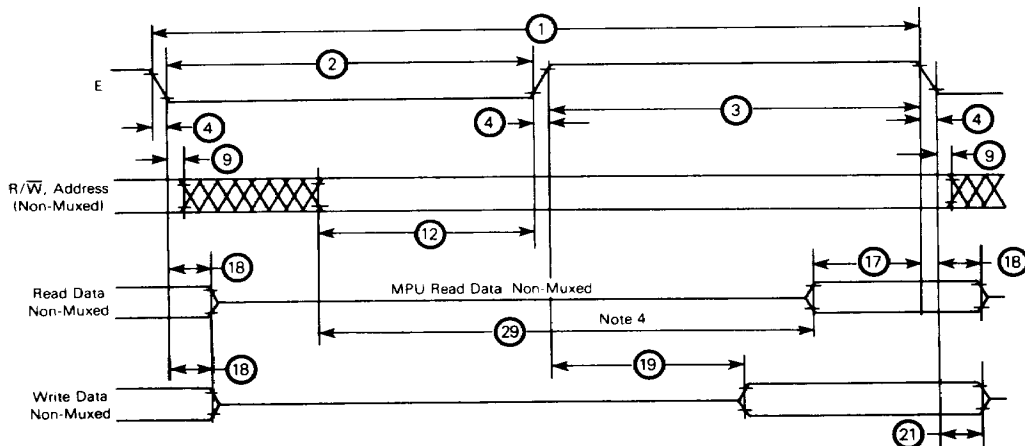 1
2
E
3
4
4
4
9
9
R/W̅, Address
(Non-Muxed)
12
18
17
18
Read Data
Non-Muxed
MPU Read Data Non-Muxed
Note 4
29
18
19
Write Data
Non-Muxed
21